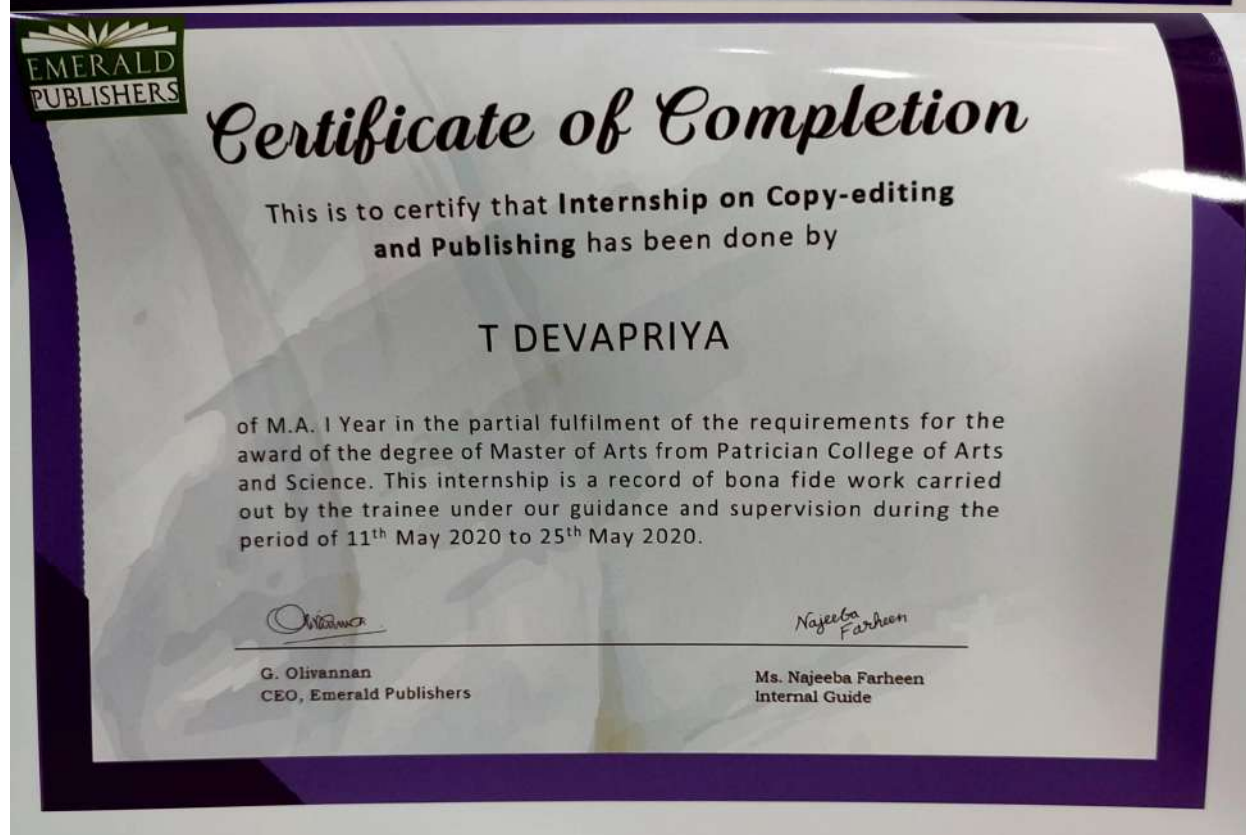 EMERALD
PUBLISHERS
Certificate of Completion
This is to certify that Internship on Copy-editing
and Publishing has been done by
T DEVAPRIYA
of M.A. I Year in the partial fulfilment of the requirements for the
award of the degree of Master of Arts from Patrician College of Arts
and Science. This internship is a record of bona fide work carried
out by the trainee under our guidance and supervision during the
period of 11th May 2020 to 25th May 2020.
Najeeba
Farheen
G. Olivannan
CEO, Emerald Publishers
Ms. Najeeba Farheen
Internal Guide